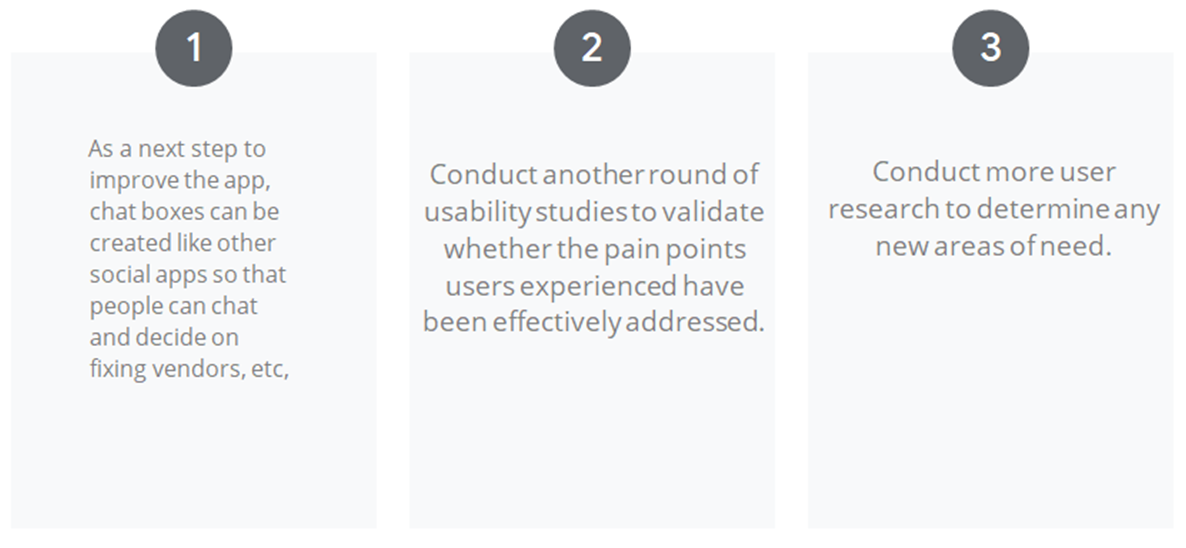 1
As a next step to
improve the app,
chat boxes can be
created like other
social apps so that
people can chat
and decide on
fixing vendors, etc,
2
Conduct another round of
usability studies to validate
whether the pain points
users experienced have
been effectively addressed.
3
Conduct more user
research to determine any
new areas of need.